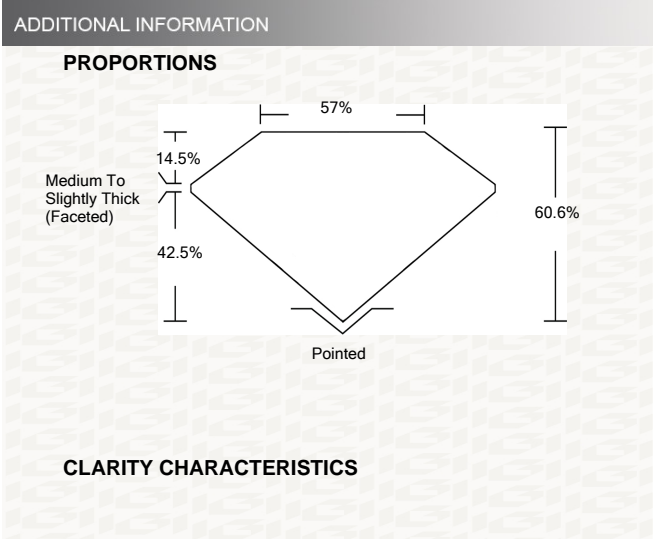 ADDITIONAL INFORMATION
PROPORTIONS
57%
14.5%
Medium To
Slightly Thick
(Faceted)
60.6%
42.5%
Pointed
CLARITY CHARACTERISTICS